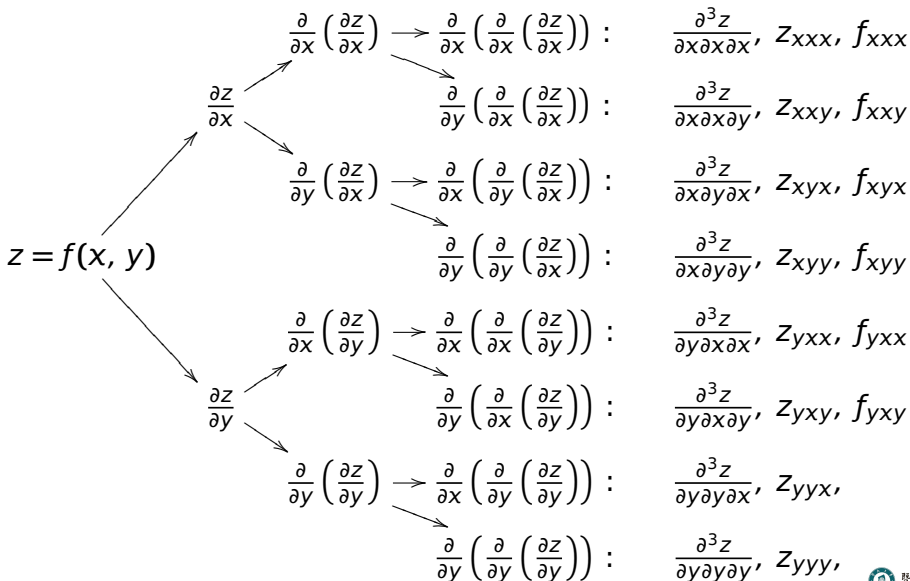 ∂/∂x (∂z/∂x) → ∂/∂x (∂/∂x (∂z/∂x)) : ∂³z/∂x∂x∂x, z_xxx, f_xxx
∂z/∂x
∂/∂y (∂/∂x (∂z/∂x)) : ∂³z/∂x∂x∂y, z_xxy, f_xxy
∂/∂y (∂z/∂x) → ∂/∂x (∂/∂y (∂z/∂x)) : ∂³z/∂x∂y∂x, z_xyx, f_xyx
z = f(x, y)
∂/∂y (∂/∂y (∂z/∂x)) : ∂³z/∂x∂y∂y, z_xyy, f_xyy
∂/∂x (∂z/∂y) → ∂/∂x (∂/∂x (∂z/∂y)) : ∂³z/∂y∂x∂x, z_yxx, f_yxx
∂z/∂y
∂/∂y (∂/∂x (∂z/∂y)) : ∂³z/∂y∂x∂y, z_yxy, f_yxy
∂/∂y (∂z/∂y) → ∂/∂x (∂/∂y (∂z/∂y)) : ∂³z/∂y∂y∂x, z_yyx,
∂/∂y (∂/∂y (∂z/∂y)) : ∂³z/∂y∂y∂y, z_yyy,